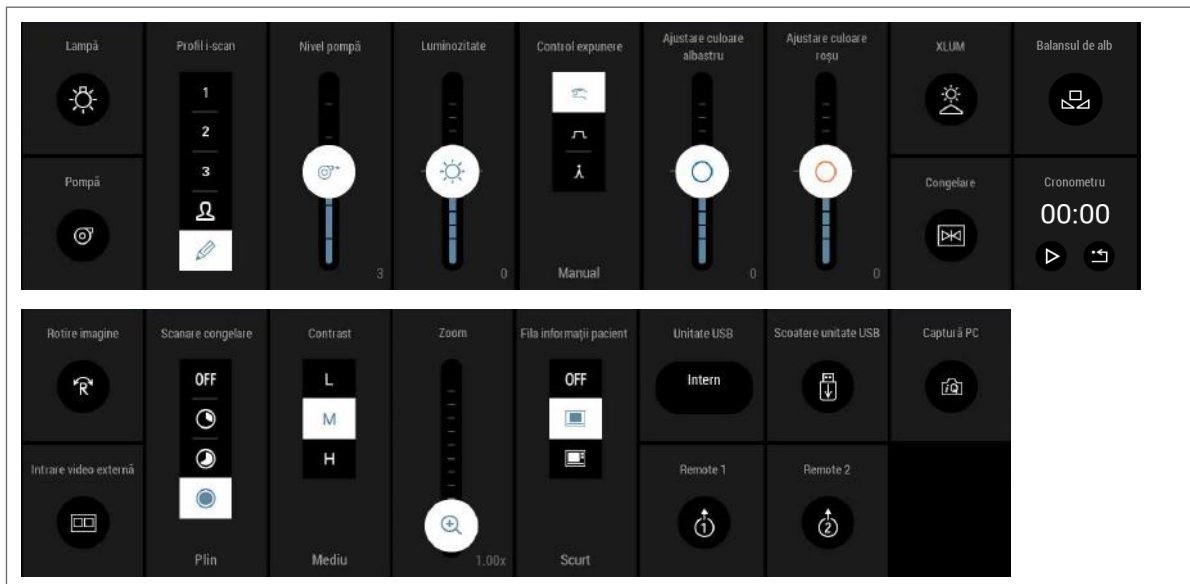 Lampă
Profil i-scan
1
2
3
Nivel pompă
3
Luminozitate
0
Control expunere
Manual
Ajustare culoare
albastru
0
Ajustare culoare
roșu
0
XLUM
Balansul de alb
Pompă
Congelare
Cronometru
00:00
Rotire imagine
R
Scanare congelare
OFF
Plin
Contrast
L
M
H
Mediu
Zoom
1.00x
Fila informații pacient
OFF
Scurt
Unitate USB
Intern
Scoatere unitate USB
Captură PC
iQ
Intrare video externă
Remote 1
1
Remote 2
2